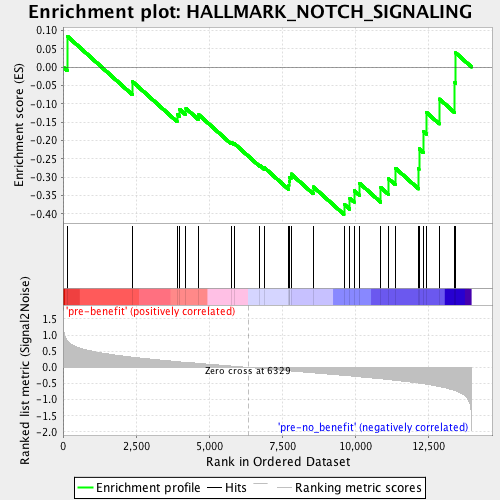 Enrichment plot: HALLMARK_NOTCH_SIGNALING
Enrichment score (ES)
0.10
0.05
0.00
-0.05
-0.10
-0.15
-0.20
-0.25
-0.30
-0.35
-0.40
'pre-benefit' (positively correlated)
Ranked list metric (Signal2Noise)
1.5
1.0
0.5
0.0
-0.5
-1.0
-1.5
-2.0
Zero cross at 6329
'pre-no_benefit' (negatively correlated)
0
2,500
5,000
7,500
10,000
12,500
Rank in Ordered Dataset
Enrichment profile
Hits
Ranking metric scores